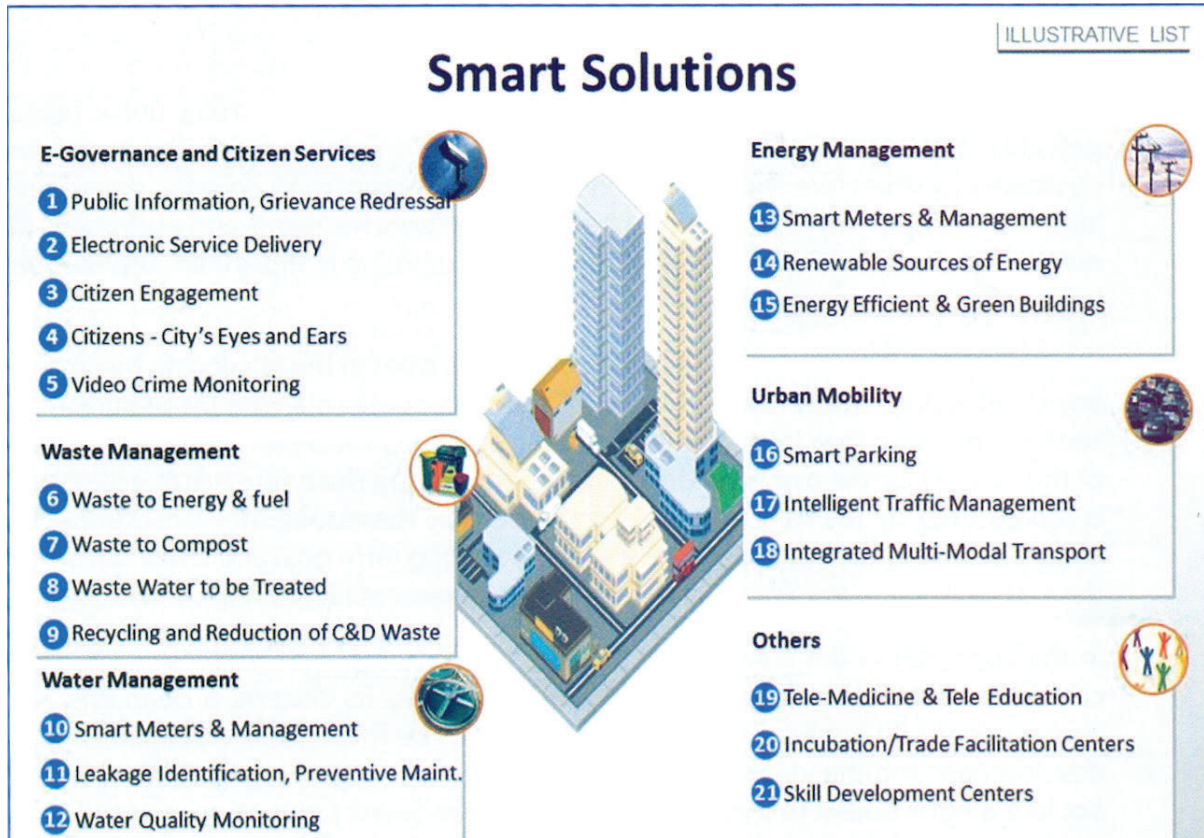 ILLUSTRATIVE LIST
Smart Solutions
E-Governance and Citizen Services
1 Public Information, Grievance Redressal
2 Electronic Service Delivery
3 Citizen Engagement
4 Citizens - City's Eyes and Ears
5 Video Crime Monitoring
Waste Management
6 Waste to Energy & fuel
7 Waste to Compost
8 Waste Water to be Treated
9 Recycling and Reduction of C&D Waste
Water Management
10 Smart Meters & Management
11 Leakage Identification, Preventive Maint.
12 Water Quality Monitoring
Energy Management
13 Smart Meters & Management
14 Renewable Sources of Energy
15 Energy Efficient & Green Buildings
Urban Mobility
16 Smart Parking
17 Intelligent Traffic Management
18 Integrated Multi-Modal Transport
Others
19 Tele-Medicine & Tele Education
20 Incubation/Trade Facilitation Centers
21 Skill Development Centers